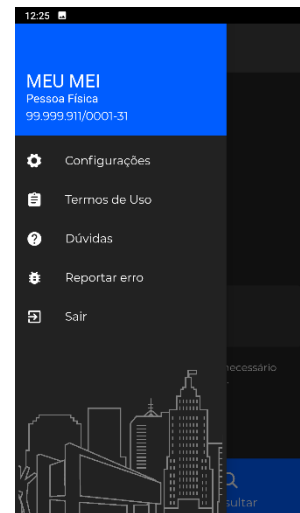 12:25
MEU MEI
Pessoa Física
99.999.911/0001-31
Configurações
Termos de Uso
Dúvidas
Reportar erro
Sair
necessário
sultar